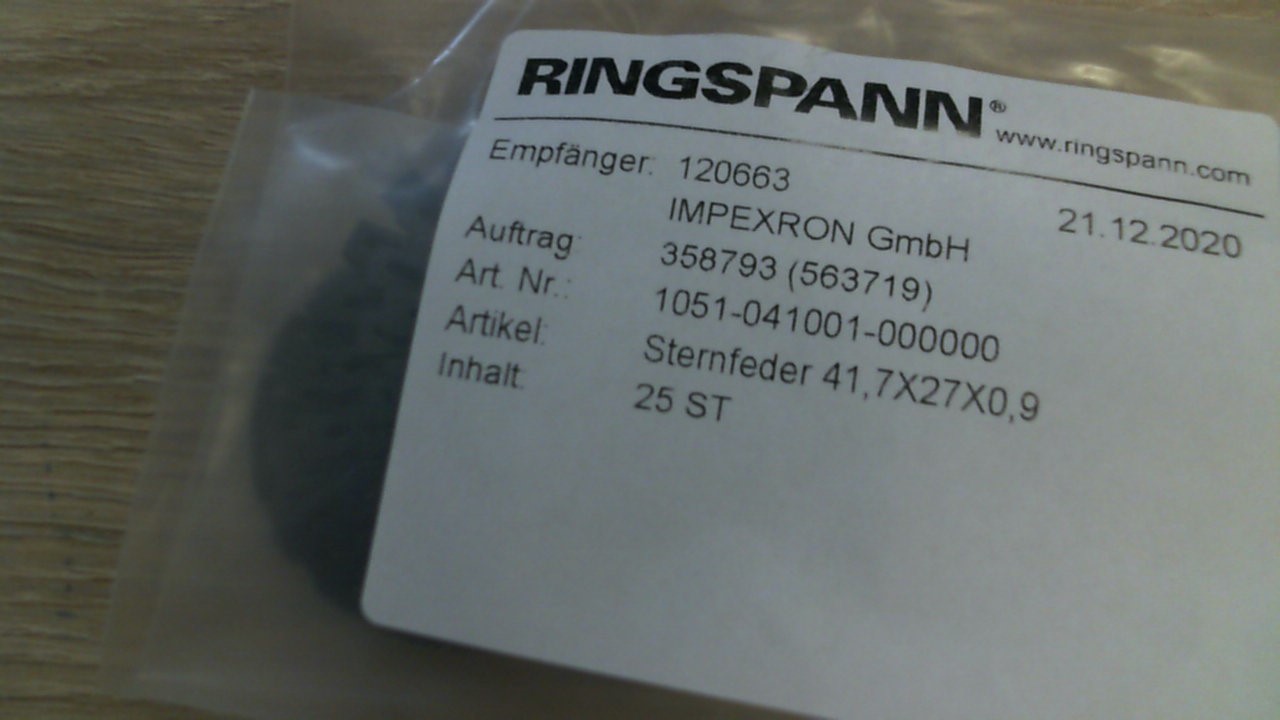 RINGSPANN®
www.ringspann.com
Empfänger: 120663
21.12.2020
IMPEXRON GmbH
Auftrag: 358793 (563719)
Art. Nr.: 1051-041001-000000
Artikel: Sternfeder 41,7X27X0,9
Inhalt: 25 ST